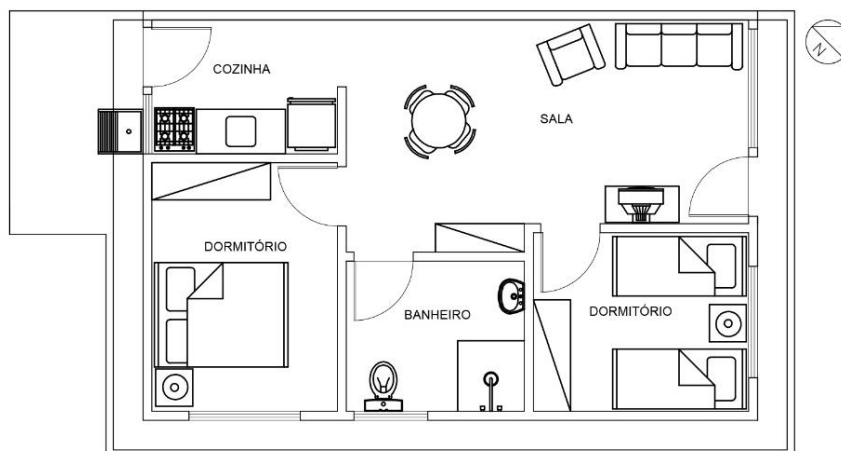 COZINHA
N
SALA
DORMITÓRIO
BANHEIRO
DORMITÓRIO